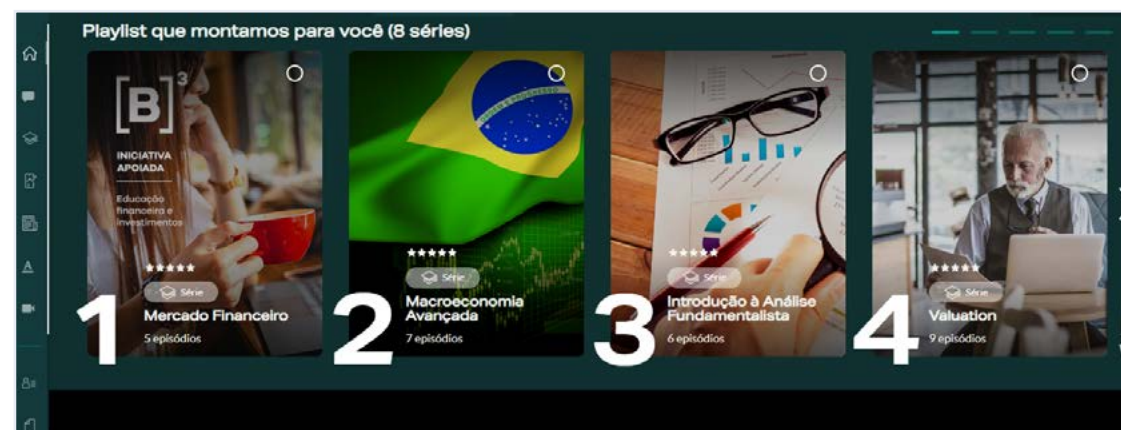 Playlist que montamos para você (8 séries)
[B]³
INICIATIVA
APOIADA
Educação
financeira e
investimentos
★★★★★
Série
1
Mercado Financeiro
5 episódios
ORDEM E PROGRESSO
★★★★★
Série
2
Macroeconomia
Avançada
7 episódios
★★★★★
Série
3
Introdução à Análise
Fundamentalista
6 episódios
★★★★★
Série
4
Valuation
9 episódios